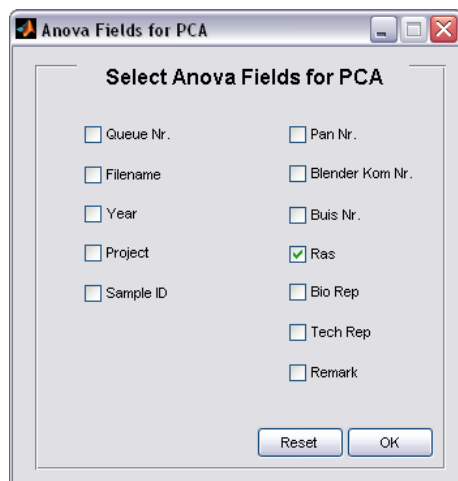 Anova Fields for PCA
Select Anova Fields for PCA
Queue Nr.
Filename
Year
Project
Sample ID
Pan Nr.
Blender Kom Nr.
Buis Nr.
Ras
Bio Rep
Tech Rep
Remark
Reset
OK